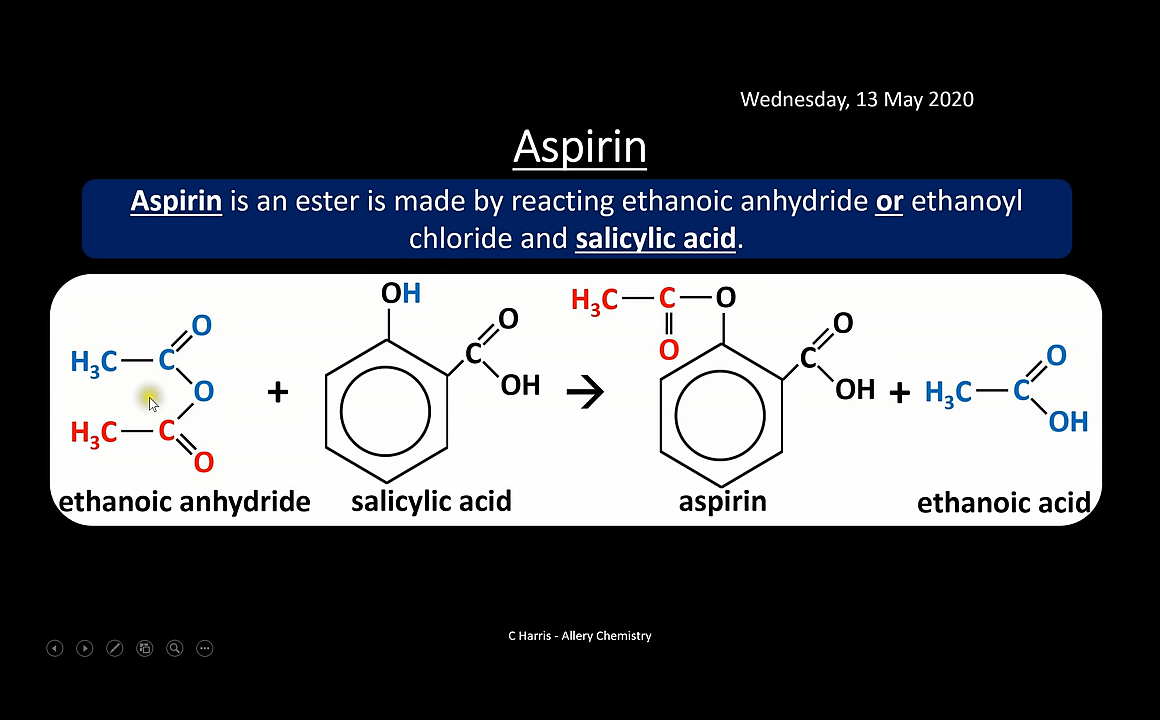 Wednesday, 13 May 2020
Aspirin
Aspirin is an ester is made by reacting ethanoic anhydride or ethanoyl
chloride and salicylic acid.
H₃C C O
O
H₃C C O
+
OH
C O
OH
→
H₃C C O
O
C O
OH
+
H₃C C O
OH
ethanoic anhydride
salicylic acid
aspirin
ethanoic acid
C Harris - Allery Chemistry